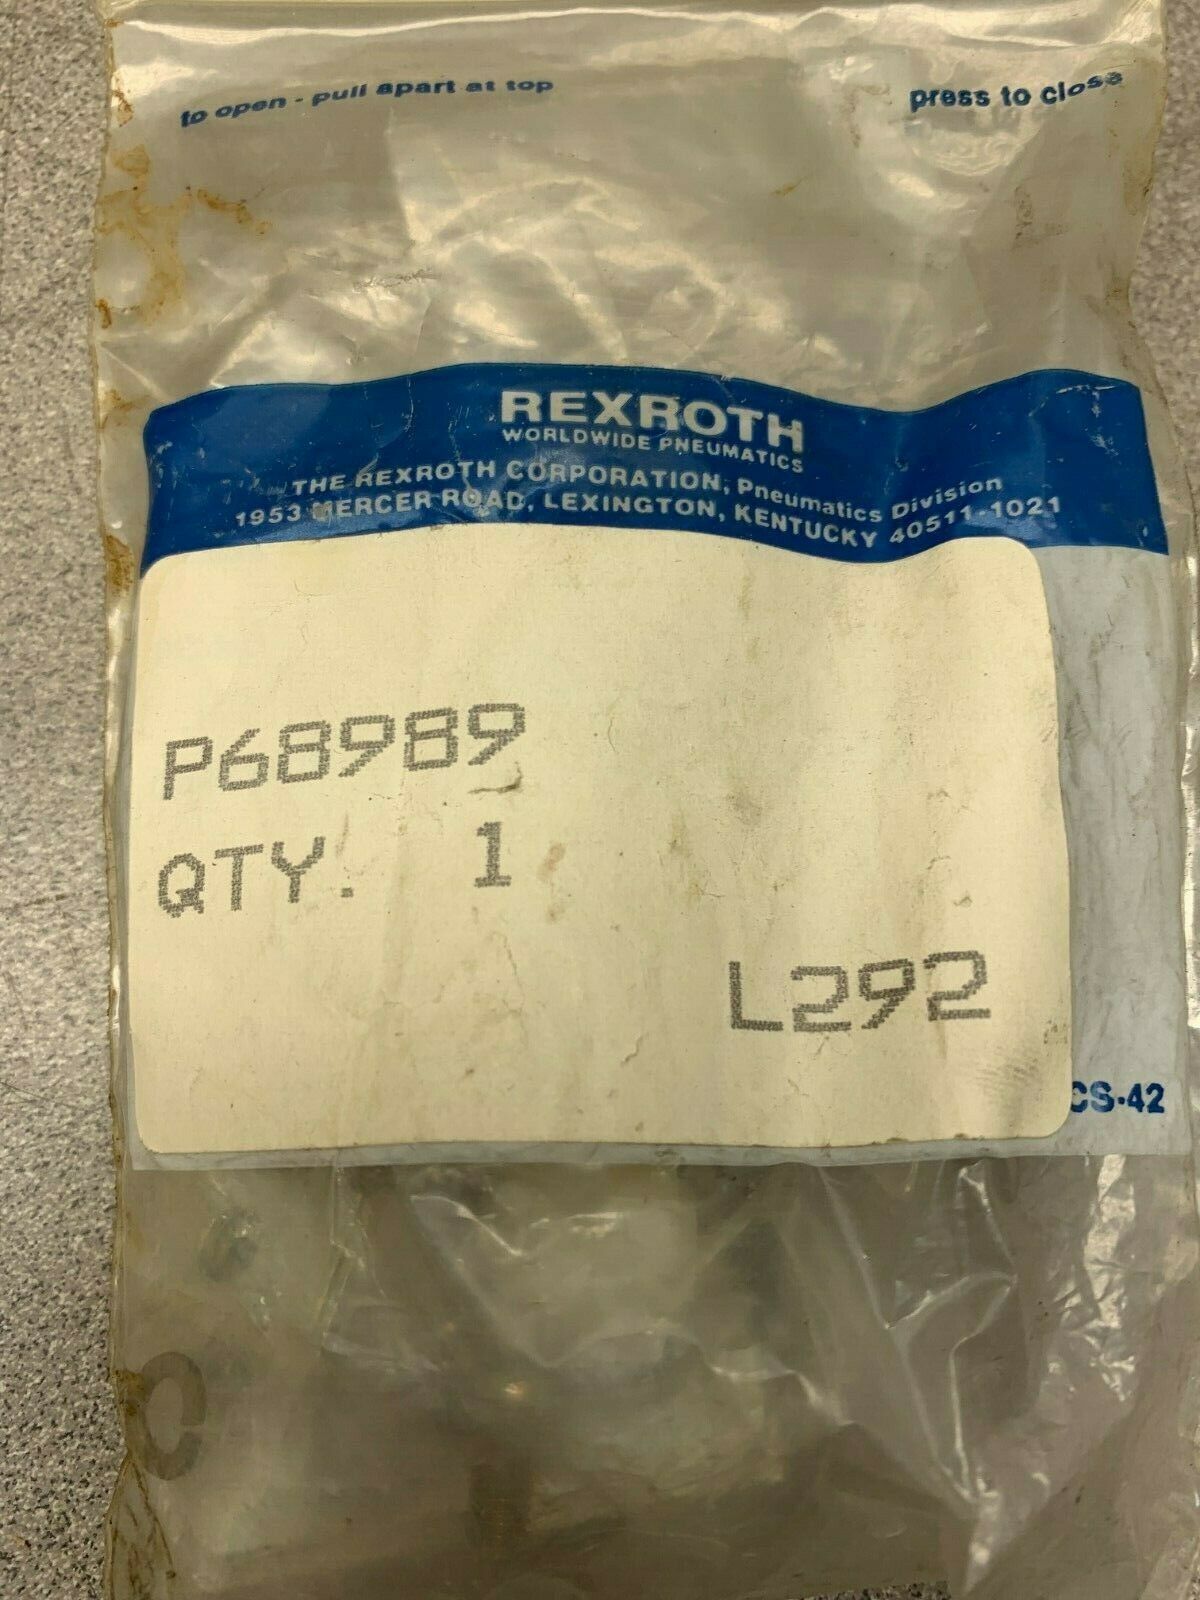 to open - pull apart at top
press to close
REXROTH
WORLDWIDE PNEUMATICS
THE REXROTH CORPORATION, Pneumatics Division
1953 MERCER ROAD, LEXINGTON, KENTUCKY 40511-1021
P68989
QTY. 1
L292
CS-42